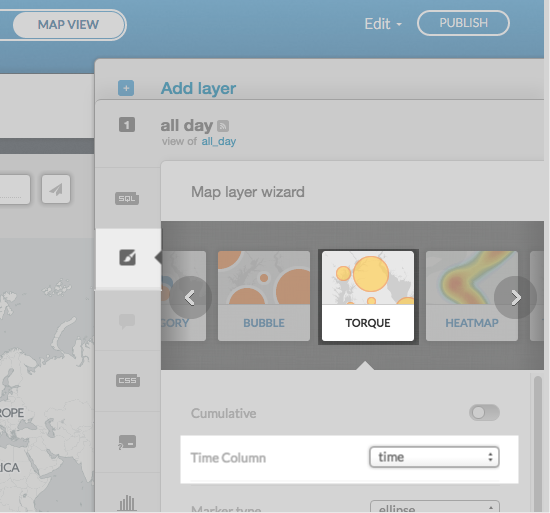 MAP VIEW
Edit
PUBLISH
Add layer
1
all day
view of all_day
SQL
Map layer wizard
GORY
BUBBLE
TORQUE
HEATMAP
CSS
Cumulative
Time Column
time
Marker type
ellipse
ROPE
ICA